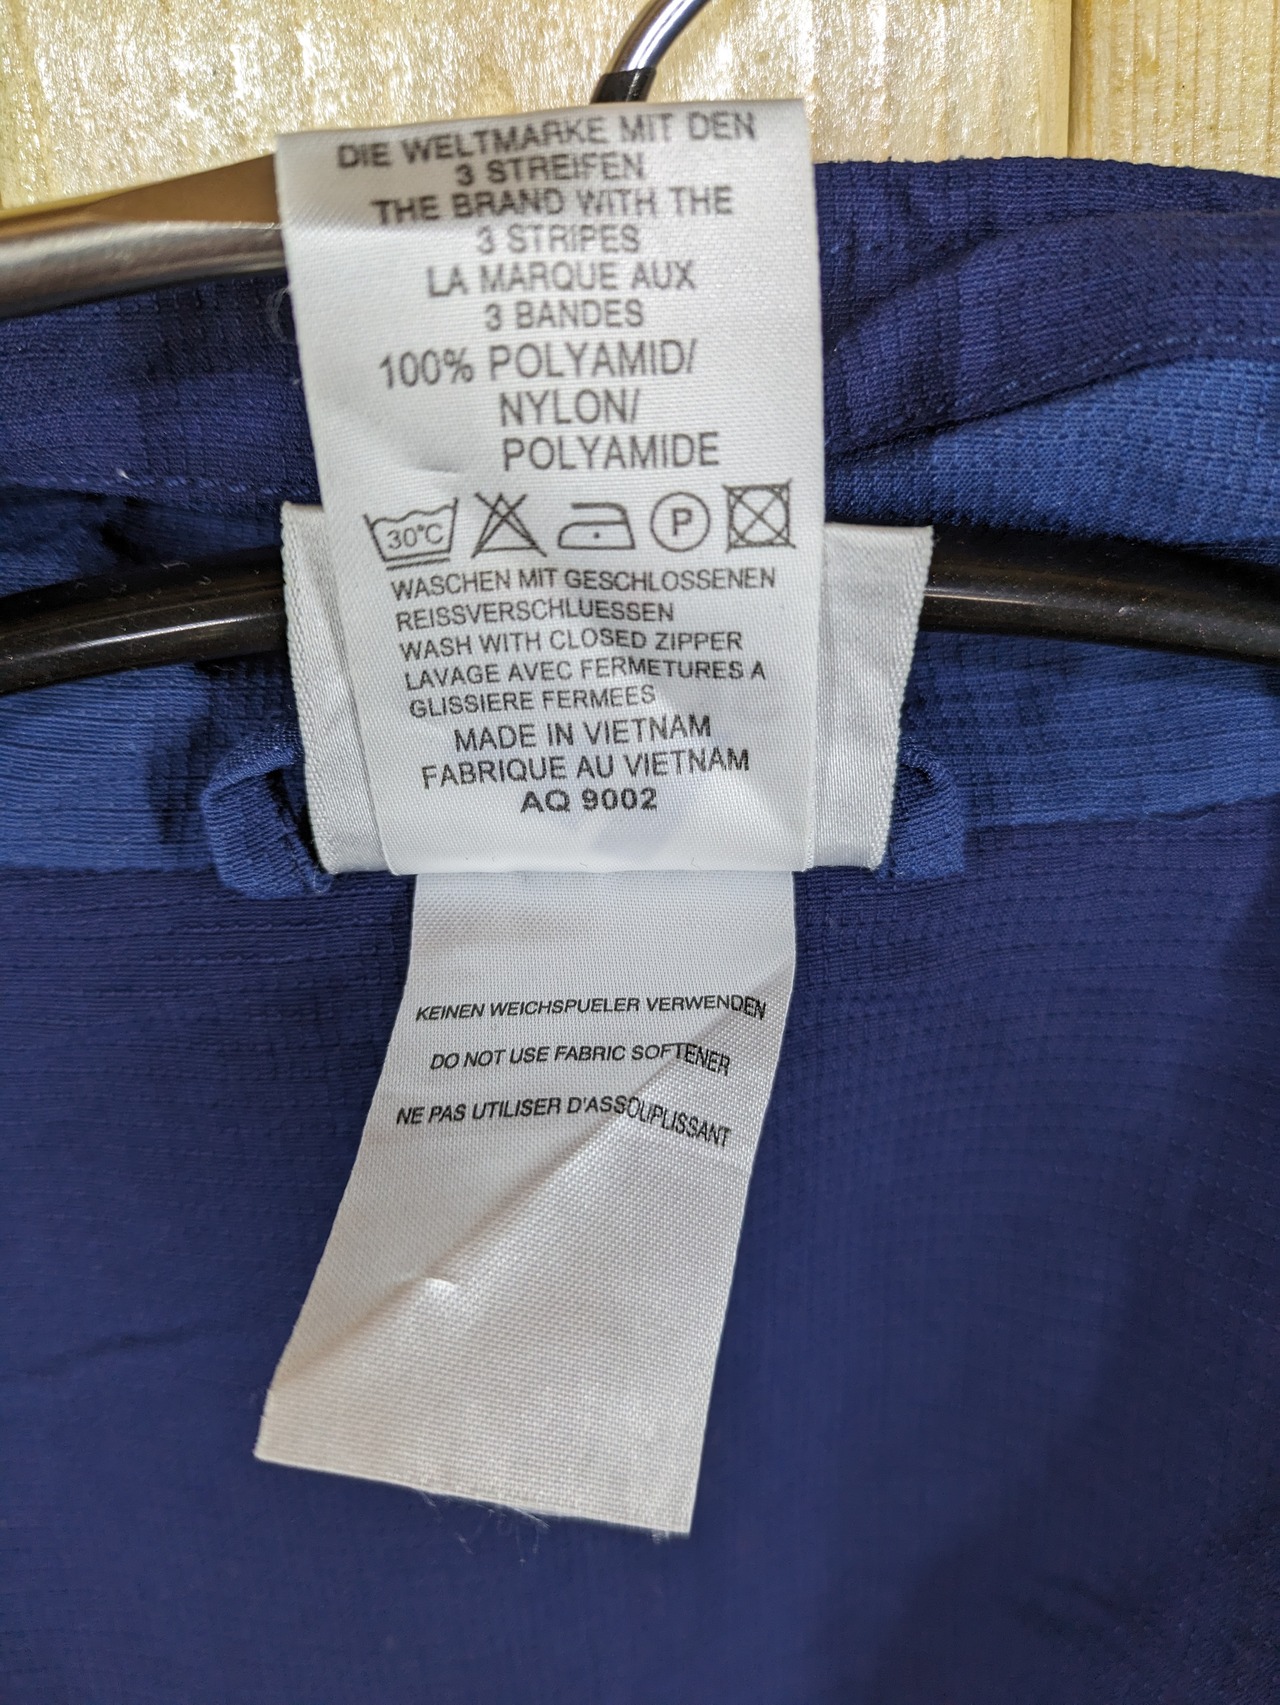 DIE WELTMARKE MIT DEN
3 STREIFEN
THE BRAND WITH THE
3 STRIPES
LA MARQUE AUX
3 BANDES
100% POLYAMID/
NYLON/
POLYAMIDE
30°C P
WASCHEN MIT GESCHLOSSENEN
REISSVERSCHLUESSEN
WASH WITH CLOSED ZIPPER
LAVAGE AVEC FERMETURES A
GLISSIERE FERMEES
MADE IN VIETNAM
FABRIQUE AU VIETNAM
AQ 9002
KEINEN WEICHSPUELER VERWENDEN
DO NOT USE FABRIC SOFTENER
NE PAS UTILISER D'ASSOUPLISSANT